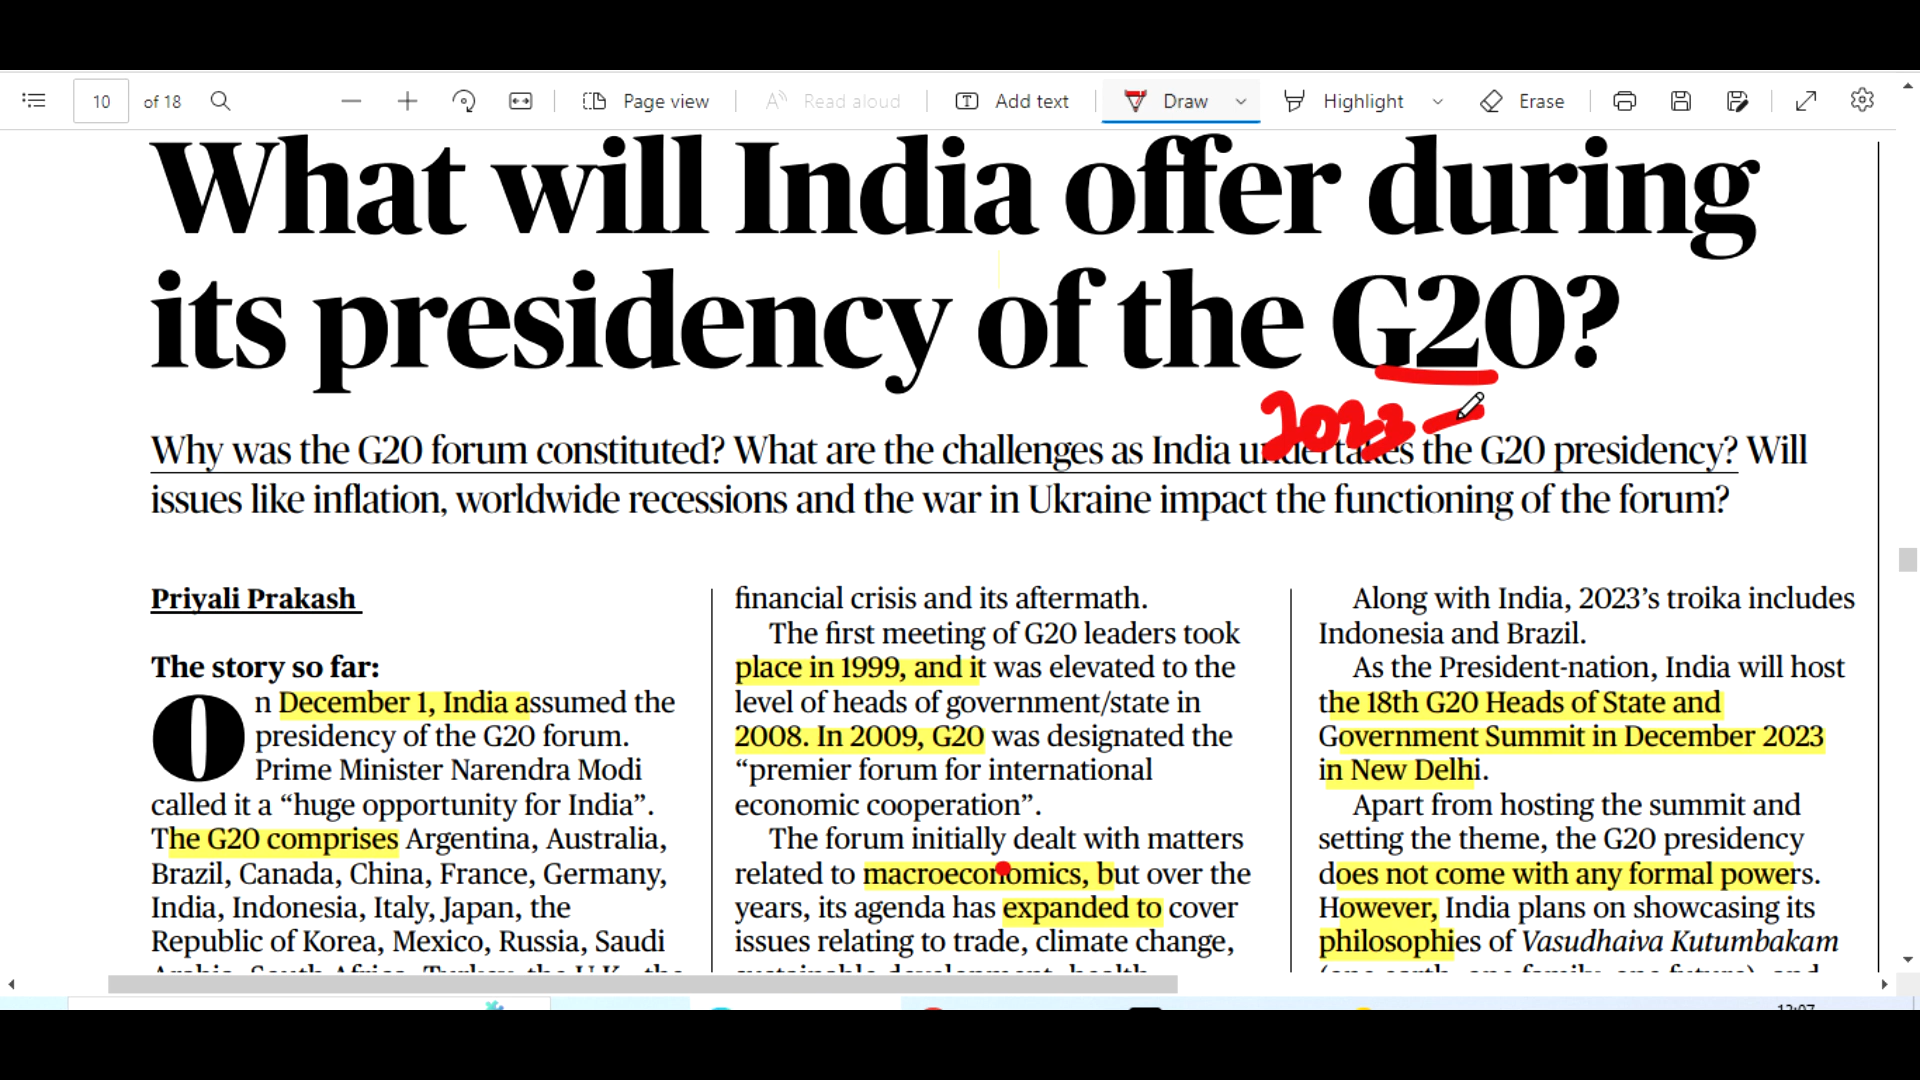 10 of 18 Page view Read aloud Add text Draw Highlight Erase
What will India offer during
its presidency of the G20?
2023 -
Why was the G20 forum constituted? What are the challenges as India undertakes the G20 presidency? Will
issues like inflation, worldwide recessions and the war in Ukraine impact the functioning of the forum?
Priyali Prakash
The story so far:
On December 1, India assumed the
presidency of the G20 forum.
Prime Minister Narendra Modi
called it a “huge opportunity for India”.
The G20 comprises Argentina, Australia,
Brazil, Canada, China, France, Germany,
India, Indonesia, Italy, Japan, the
Republic of Korea, Mexico, Russia, Saudi
financial crisis and its aftermath.
The first meeting of G20 leaders took
place in 1999, and it was elevated to the
level of heads of government/state in
2008. In 2009, G20 was designated the
“premier forum for international
economic cooperation”.
The forum initially dealt with matters
related to macroeconomics, but over the
years, its agenda has expanded to cover
issues relating to trade, climate change,
Along with India, 2023’s troika includes
Indonesia and Brazil.
As the President-nation, India will host
the 18th G20 Heads of State and
Government Summit in December 2023
in New Delhi.
Apart from hosting the summit and
setting the theme, the G20 presidency
does not come with any formal powers.
However, India plans on showcasing its
philosophies of Vasudhaiva Kutumbakam